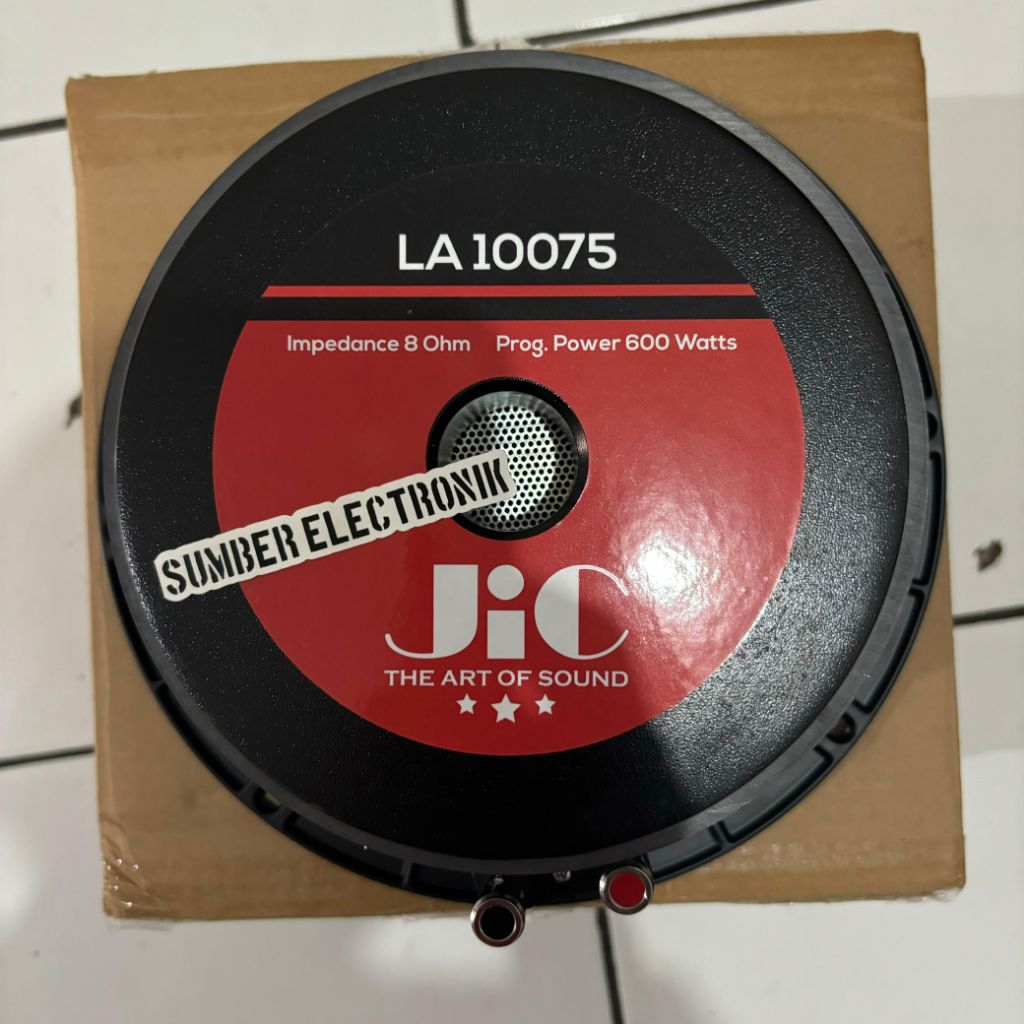 LA 10075
Impedance 8 Ohm Prog. Power 600 Watts
SUMBER ELECTRONIK
JiC
THE ART OF SOUND